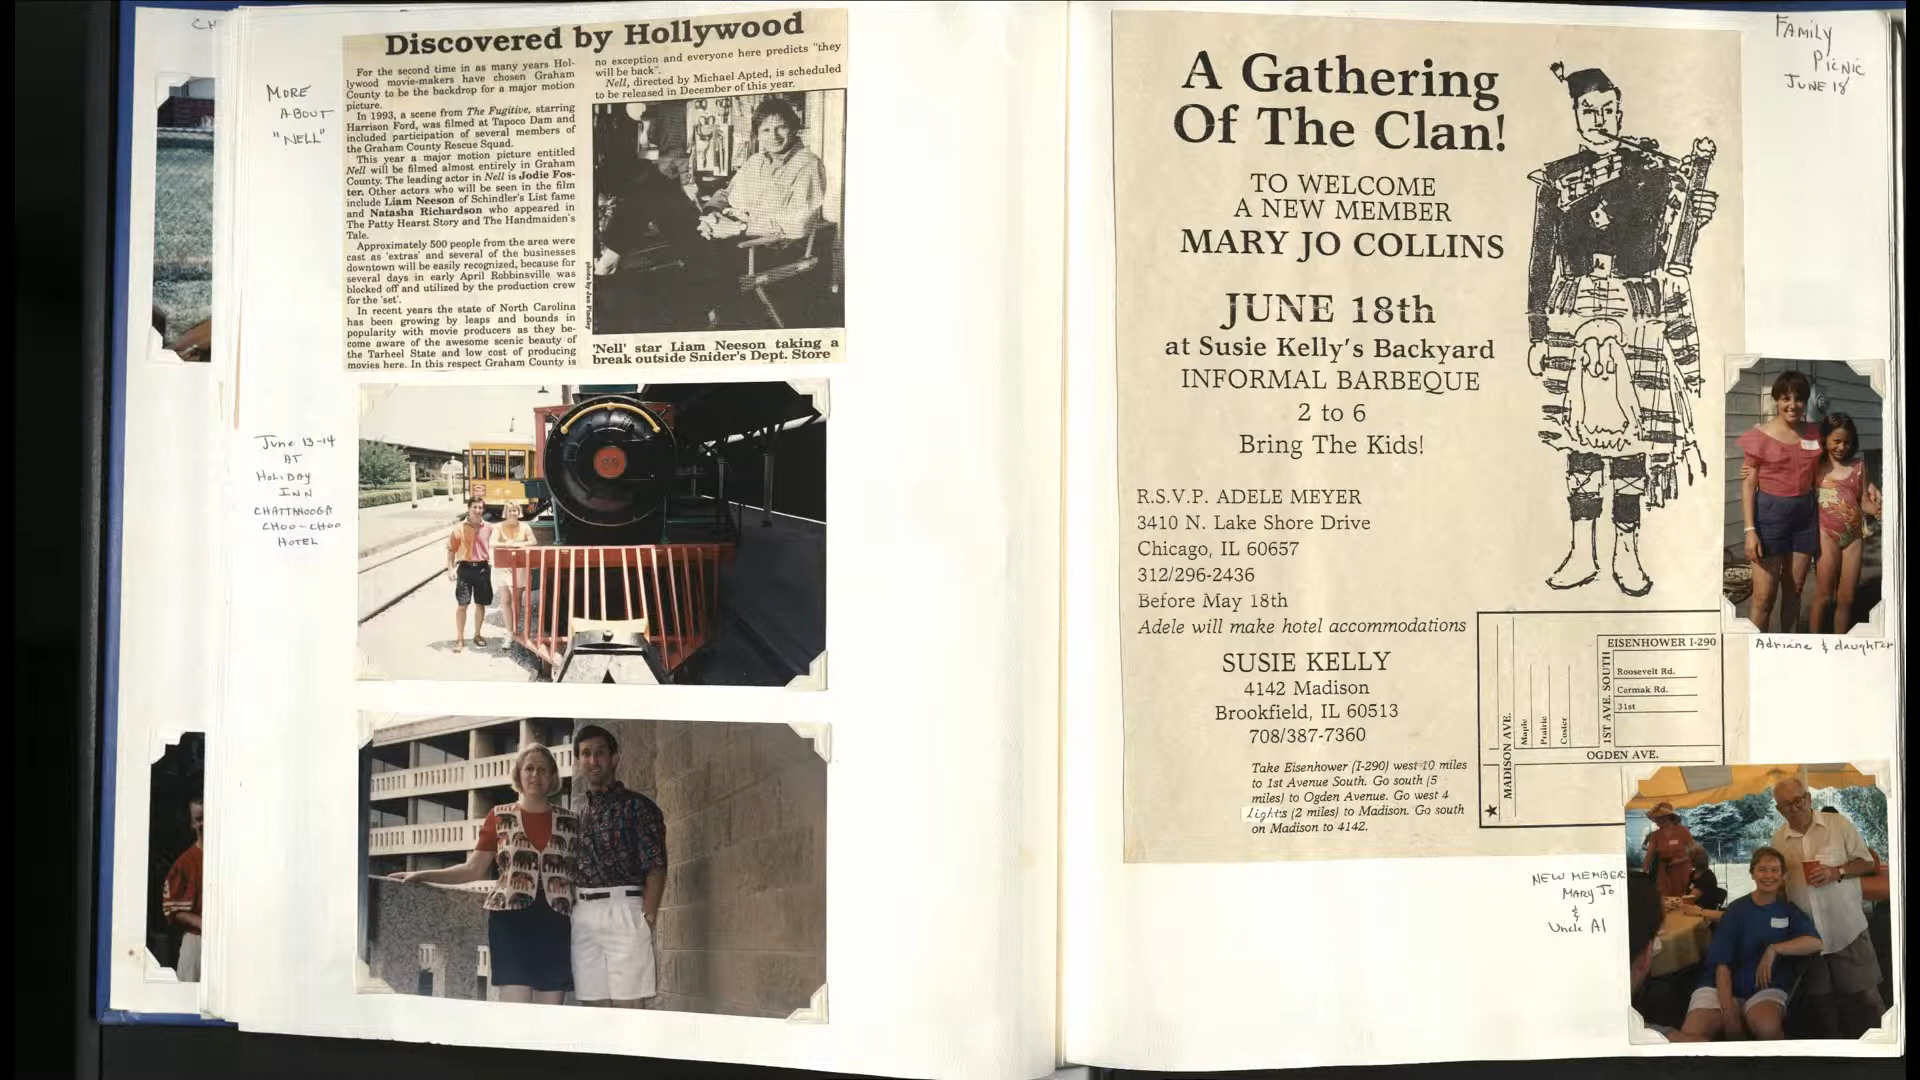 CH
MORE
ABOUT
"NELL"
Discovered by Hollywood
For the second time in as many years Hol-
lywood movie-makers have chosen Graham
County to be the backdrop for a major motion
picture.
In 1993, a scene from The Fugitive, starring
Harrison Ford, was filmed at Tapoco Dam and
included participation of several members of
the Graham County Rescue Squad.
This year a major motion picture entitled
Nell will be filmed almost entirely in Graham
County. The leading actor in Nell is Jodie Fos-
ter. Other actors who will be seen in the film
include Liam Neeson of Schindler's List fame
and Natasha Richardson who appeared in
The Patty Hearst Story and The Handmaiden's
Tale.
Approximately 500 people from the area were
cast as 'extras' and several of the businesses
downtown will be easily recognized, because for
several days in early April Robbinsville was
blocked off and utilized by the production crew
for the 'set'.
In recent years the state of North Carolina
has been growing by leaps and bounds in
popularity with movie producers as they be-
come aware of the awesome scenic beauty of
the Tarheel State and low cost of producing
movies here. In this respect Graham County is
no exception and everyone here predicts "they
will be back".
Nell, directed by Michael Apted, is scheduled
to be released in December of this year.
photo by Jan Findley
'Nell' star Liam Neeson taking a
break outside Snider's Dept. Store
June 13-14
AT
HOLIDAY
INN
CHATTANOOGA
CHOO-CHOO
HOTEL
A Gathering
Of The Clan!
TO WELCOME
A NEW MEMBER
MARY JO COLLINS
JUNE 18th
at Susie Kelly's Backyard
INFORMAL BARBEQUE
2 to 6
Bring The Kids!
R.S.V.P. ADELE MEYER
3410 N. Lake Shore Drive
Chicago, IL 60657
312/296-2436
Before May 18th
Adele will make hotel accommodations
SUSIE KELLY
4142 Madison
Brookfield, IL 60513
708/387-7360
Take Eisenhower (I-290) west 10 miles
to 1st Avenue South. Go south (5
miles) to Ogden Avenue. Go west 4
Lights (2 miles) to Madison. Go south
on Madison to 4142.
EISENHOWER I-290
Roosevelt Rd.
Cermak Rd.
31st
1ST AVE. SOUTH
MADISON AVE.
Maple
Prairie
Custer
OGDEN AVE.
FAMILY
PICNIC
JUNE 18
Adriane & daughter
NEW MEMBER
MARY JO
&
Uncle Al